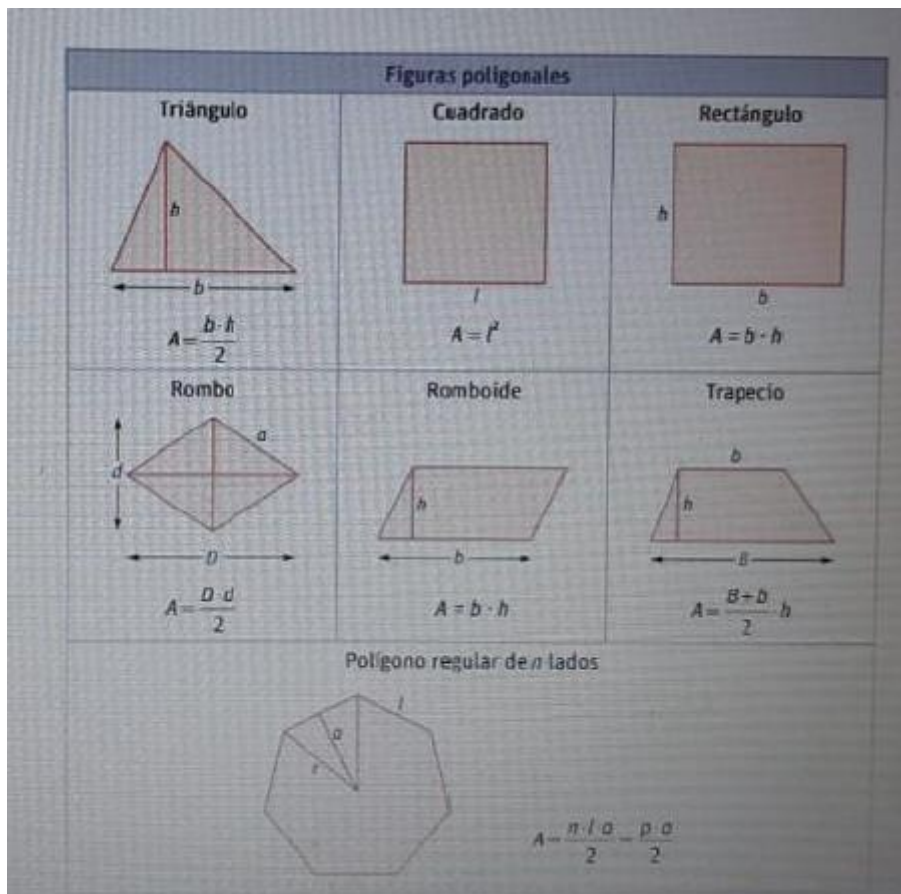 Figuras poligonales
Triángulo Cuadrado Rectángulo
h
h
b
l
b
A = b · h / 2
A = l²
A = b · h
Rombo Romboide Trapecio
a
b
d
h
h
D
b
B
A = D · d / 2
A = b · h
A = B + b / 2 · h
Polígono regular de n lados
l
a
r
A = n · l · a / 2 = p · a / 2